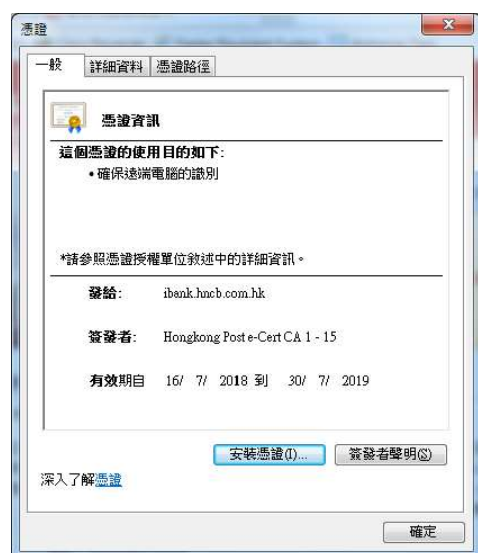 憑證
一般 詳細資料 憑證路徑
憑證資訊
這個憑證的使用目的如下:
•確保遠端電腦的識別
*請參照憑證授權單位敘述中的詳細資訊。
發給: ibank.hncb.com.hk
簽發者: Hongkong Post e-Cert CA 1 - 15
有效期自 16/ 7/ 2018 到 30/ 7/ 2019
安裝憑證(I)... 簽發者聲明(S)
深入了解憑證
確定